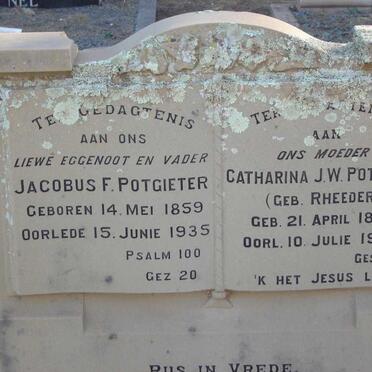 NEL
TER GEDAGTENIS
AAN ONS
LIEWE EGGENOOT EN VADER
JACOBUS F. POTGIETER
GEBOREN 14. MEI 1859
OORLEDE 15. JUNIE 1935
PSALM 100
GEZ 20
TER
AAN
ONS MOEDER
CATHARINA J.W. POT
(GEB. RHEEDER
GEB. 21. APRIL 18
OORL. 10. JULIE 19
GES
'K HET JESUS L
RUS IN VREDE.